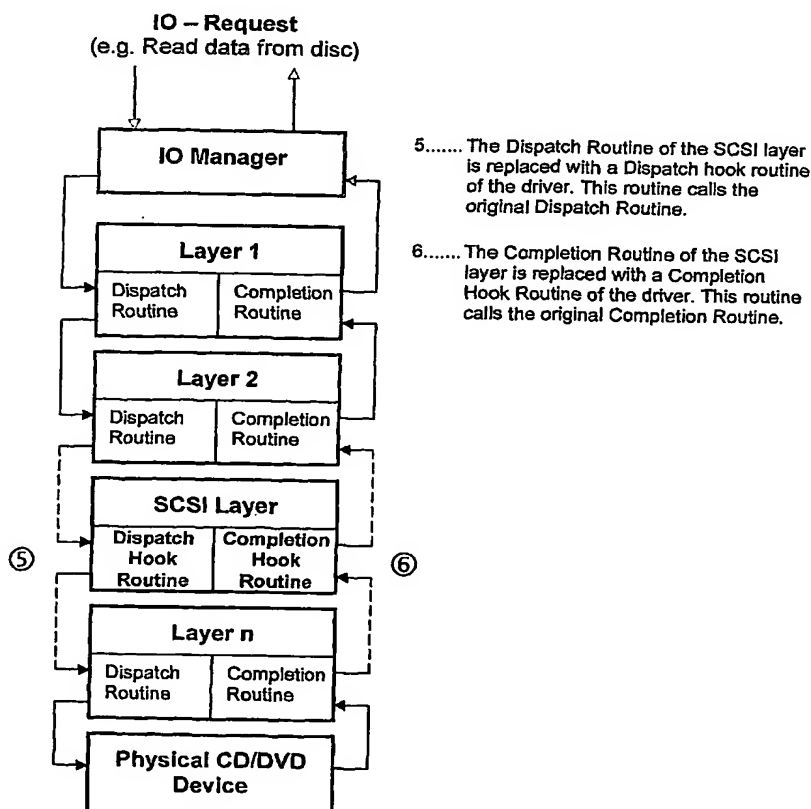 IO – Request
(e.g. Read data from disc)
IO Manager
5....... The Dispatch Routine of the SCSI layer
is replaced with a Dispatch hook routine
of the driver. This routine calls the
original Dispatch Routine.
6....... The Completion Routine of the SCSI
layer is replaced with a Completion
Hook Routine of the driver. This routine
calls the original Completion Routine.
Layer 1
Dispatch Routine
Completion Routine
Layer 2
Dispatch Routine
Completion Routine
SCSI Layer
⑤
Dispatch Hook Routine
Completion Hook Routine
⑥
Layer n
Dispatch Routine
Completion Routine
Physical CD/DVD
Device